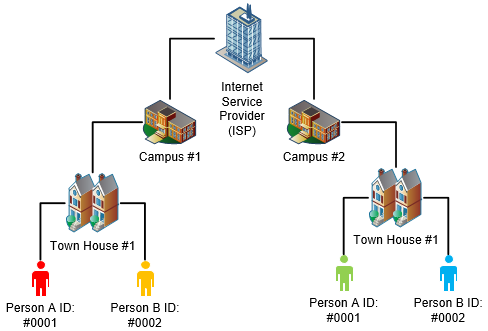 Internet
Service
Provider
(ISP)
Campus #1
Campus #2
Town House #1
Town House #1
Person A ID:
#0001
Person B ID:
#0002
Person A ID:
#0001
Person B ID:
#0002